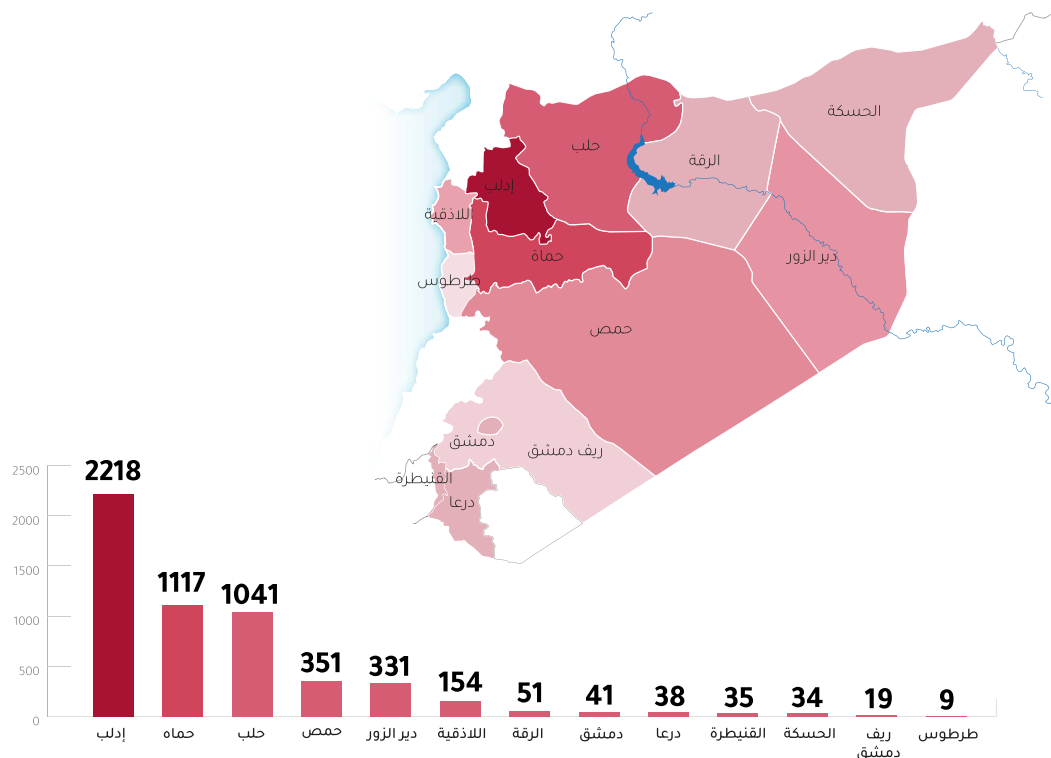 الحسكة
حلب
الرقة
إدلب
اللاذقية
حماة
دير الزور
طرطوس
حمص
دمشق
ريف دمشق
القنيطرة
درعا
2500
2000
1500
1000
500
0
2218
1117
1041
351
331
154
51
41
38
35
34
19
9
إدلب
حماه
حلب
حمص
دير الزور
اللاذقية
الرقة
دمشق
درعا
القنيطرة
الحسكة
ريف
دمشق
طرطوس